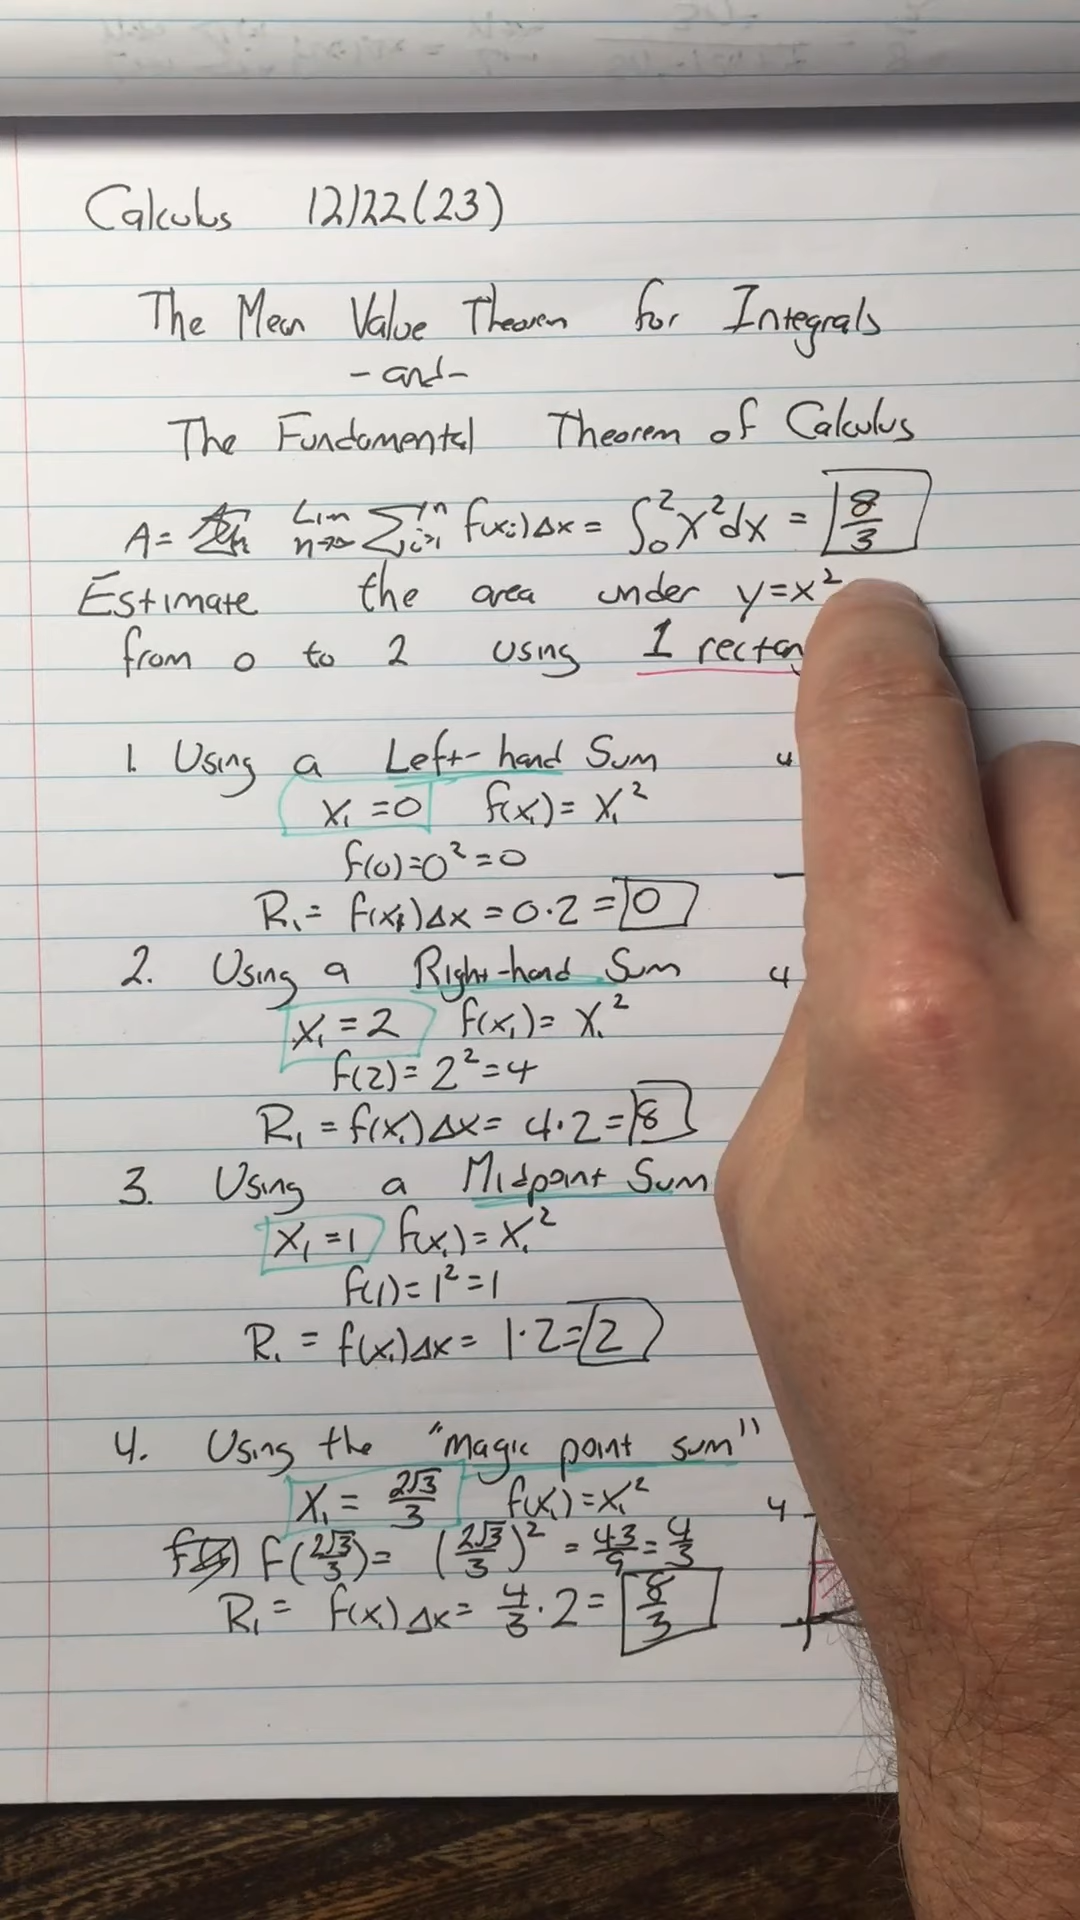 Calculus 12/22 (23)
The Mean Value Theorem for Integrals
-and-
The Fundamental Theorem of Calculus
A = Lim n→∞ ∑ⁿᵢ₌₁ f(xᵢ)Δx = ∫₀² x²dx = 8/3
Estimate the area under y=x²
from 0 to 2 using 1 rectan
1. Using a Left-hand Sum
4
x₁ = 0 f(x₁) = x₁²
f(0)=0²=0
R₁ = f(x₁)Δx = 0·2 = 0
2. Using a Right-hand Sum
4
x₁ = 2 f(x₁) = x₁²
f(2) = 2² = 4
R₁ = f(x₁)Δx = 4·2 = 8
3. Using a Midpoint Sum
x₁ = 1 f(x₁) = x₁²
f(1) = 1² = 1
R₁ = f(x₁)Δx = 1·2 = 2
4. Using the "magic point sum"
x₁ = 2√3/3 f(x₁) = x₁²
4
f(2√3/3) = (2√3/3)² = 4·3/9 = 4/3
R₁ = f(x₁)Δx = 4/3 · 2 = 8/3